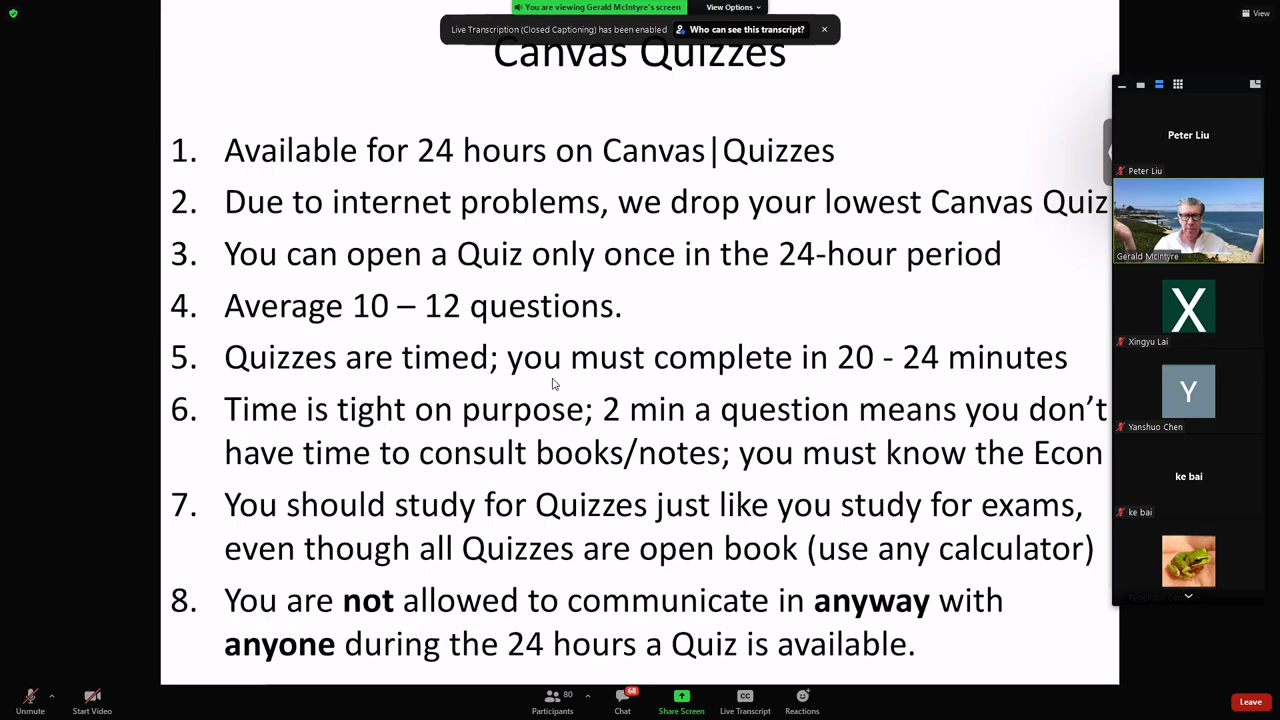 You are viewing Gerald McIntyre's screen
View Options
View
Live Transcription (Closed Captioning) has been enabled
Who can see this transcript?
Canvas Quizzes
1. Available for 24 hours on Canvas|Quizzes
2. Due to internet problems, we drop your lowest Canvas Quiz
3. You can open a Quiz only once in the 24-hour period
4. Average 10 – 12 questions.
5. Quizzes are timed; you must complete in 20 - 24 minutes
6. Time is tight on purpose; 2 min a question means you don't
have time to consult books/notes; you must know the Econ
7. You should study for Quizzes just like you study for exams,
even though all Quizzes are open book (use any calculator)
8. You are not allowed to communicate in anyway with
anyone during the 24 hours a Quiz is available.
Peter Liu
Peter Liu
Gerald McIntyre
X
Xingyu Lai
Y
Yanshuo Chen
ke bai
ke bai
Unmute
Start Video
Participants
80
Chat
68
Share Screen
CC
Live Transcript
Reactions
Leave